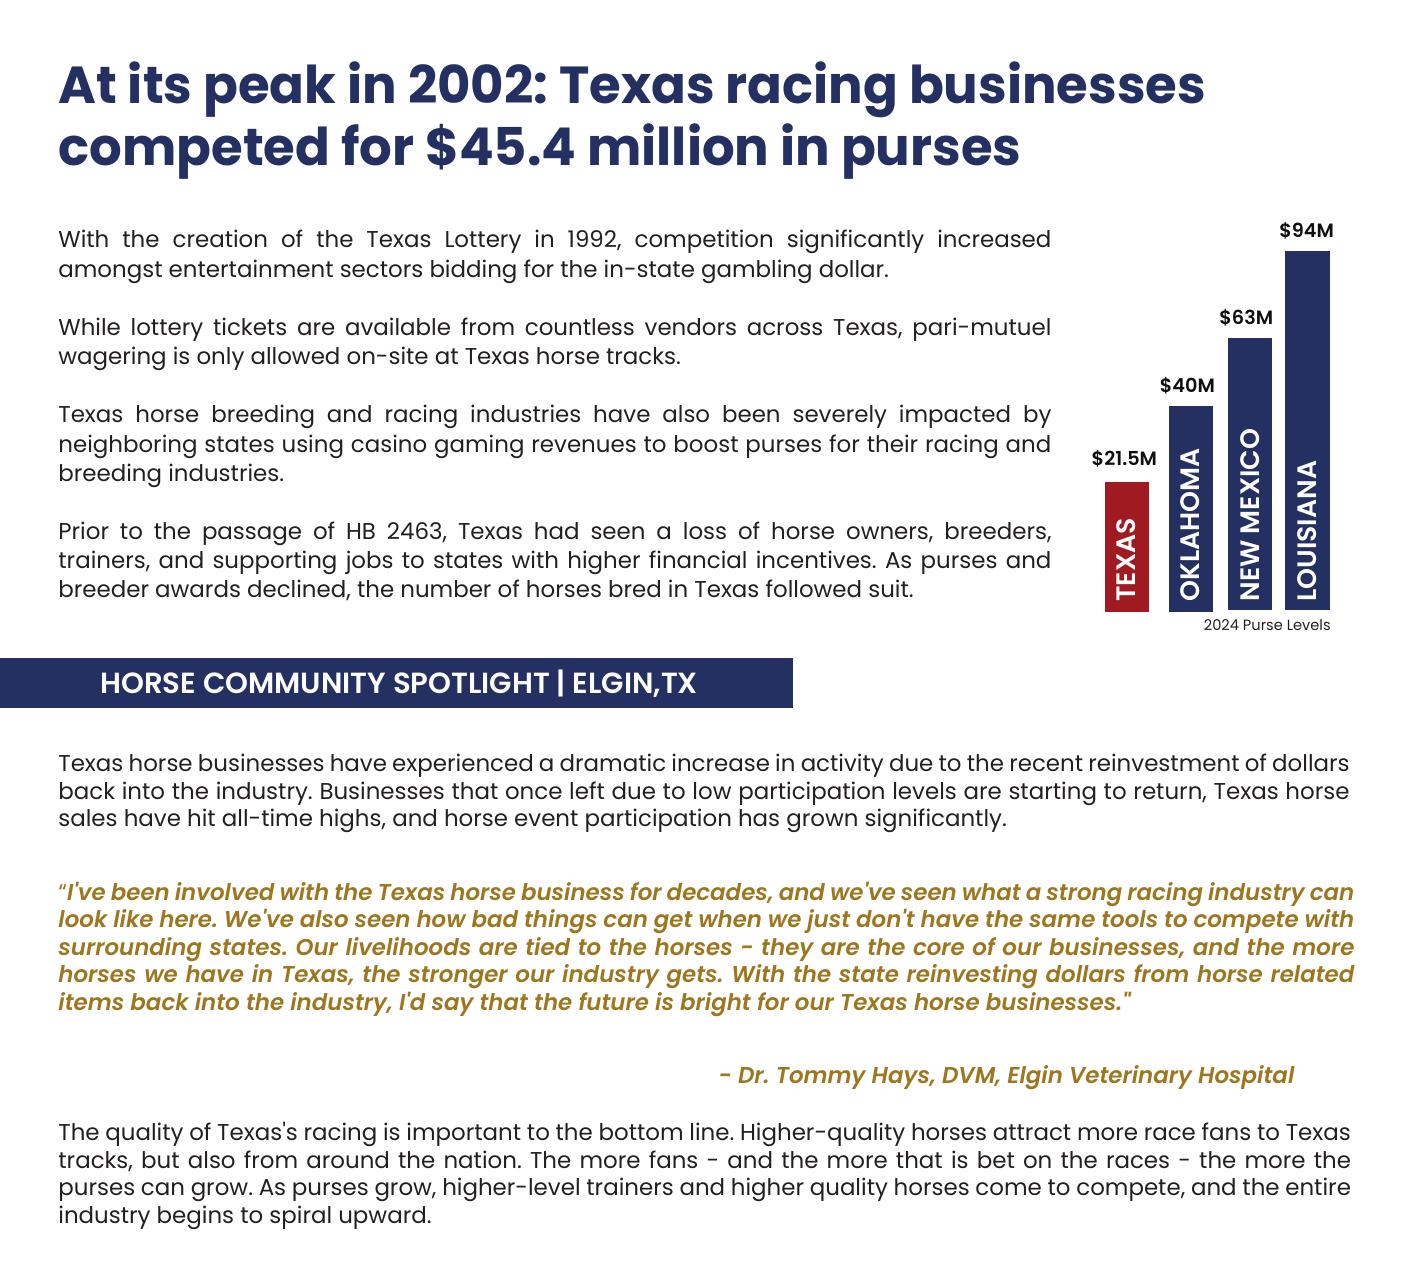 At its peak in 2002: Texas racing businesses
competed for $45.4 million in purses
With the creation of the Texas Lottery in 1992, competition significantly increased
amongst entertainment sectors bidding for the in-state gambling dollar.
While lottery tickets are available from countless vendors across Texas, pari-mutuel
wagering is only allowed on-site at Texas horse tracks.
Texas horse breeding and racing industries have also been severely impacted by
neighboring states using casino gaming revenues to boost purses for their racing and
breeding industries.
Prior to the passage of HB 2463, Texas had seen a loss of horse owners, breeders,
trainers, and supporting jobs to states with higher financial incentives. As purses and
breeder awards declined, the number of horses bred in Texas followed suit.
$21.5M
TEXAS
$40M
OKLAHOMA
$63M
NEW MEXICO
$94M
LOUISIANA
2024 Purse Levels
HORSE COMMUNITY SPOTLIGHT | ELGIN,TX
Texas horse businesses have experienced a dramatic increase in activity due to the recent reinvestment of dollars
back into the industry. Businesses that once left due to low participation levels are starting to return, Texas horse
sales have hit all-time highs, and horse event participation has grown significantly.
“I've been involved with the Texas horse business for decades, and we've seen what a strong racing industry can
look like here. We've also seen how bad things can get when we just don't have the same tools to compete with
surrounding states. Our livelihoods are tied to the horses - they are the core of our businesses, and the more
horses we have in Texas, the stronger our industry gets. With the state reinvesting dollars from horse related
items back into the industry, I'd say that the future is bright for our Texas horse businesses."
- Dr. Tommy Hays, DVM, Elgin Veterinary Hospital
The quality of Texas's racing is important to the bottom line. Higher-quality horses attract more race fans to Texas
tracks, but also from around the nation. The more fans - and the more that is bet on the races - the more the
purses can grow. As purses grow, higher-level trainers and higher quality horses come to compete, and the entire
industry begins to spiral upward.